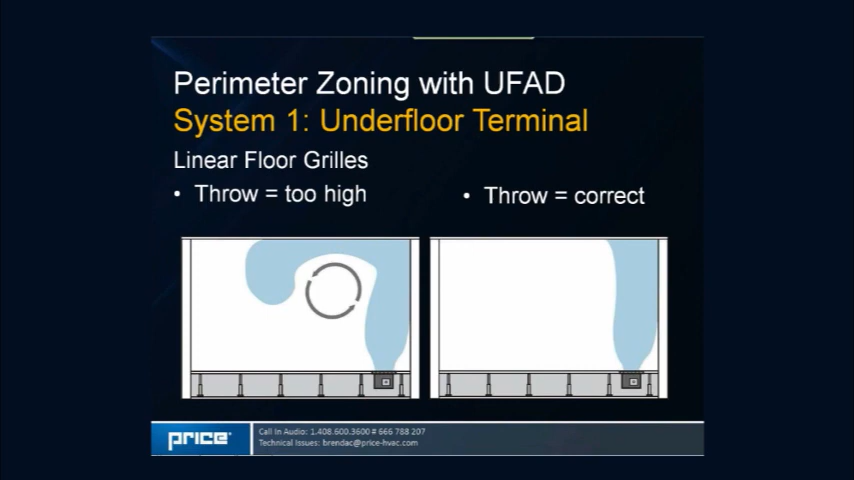 Perimeter Zoning with UFAD
System 1: Underfloor Terminal
Linear Floor Grilles
• Throw = too high
• Throw = correct
PRICE
Call In Audio: 1.408.600.3600 # 666 788 207
Technical Issues: brendac@price-hvac.com